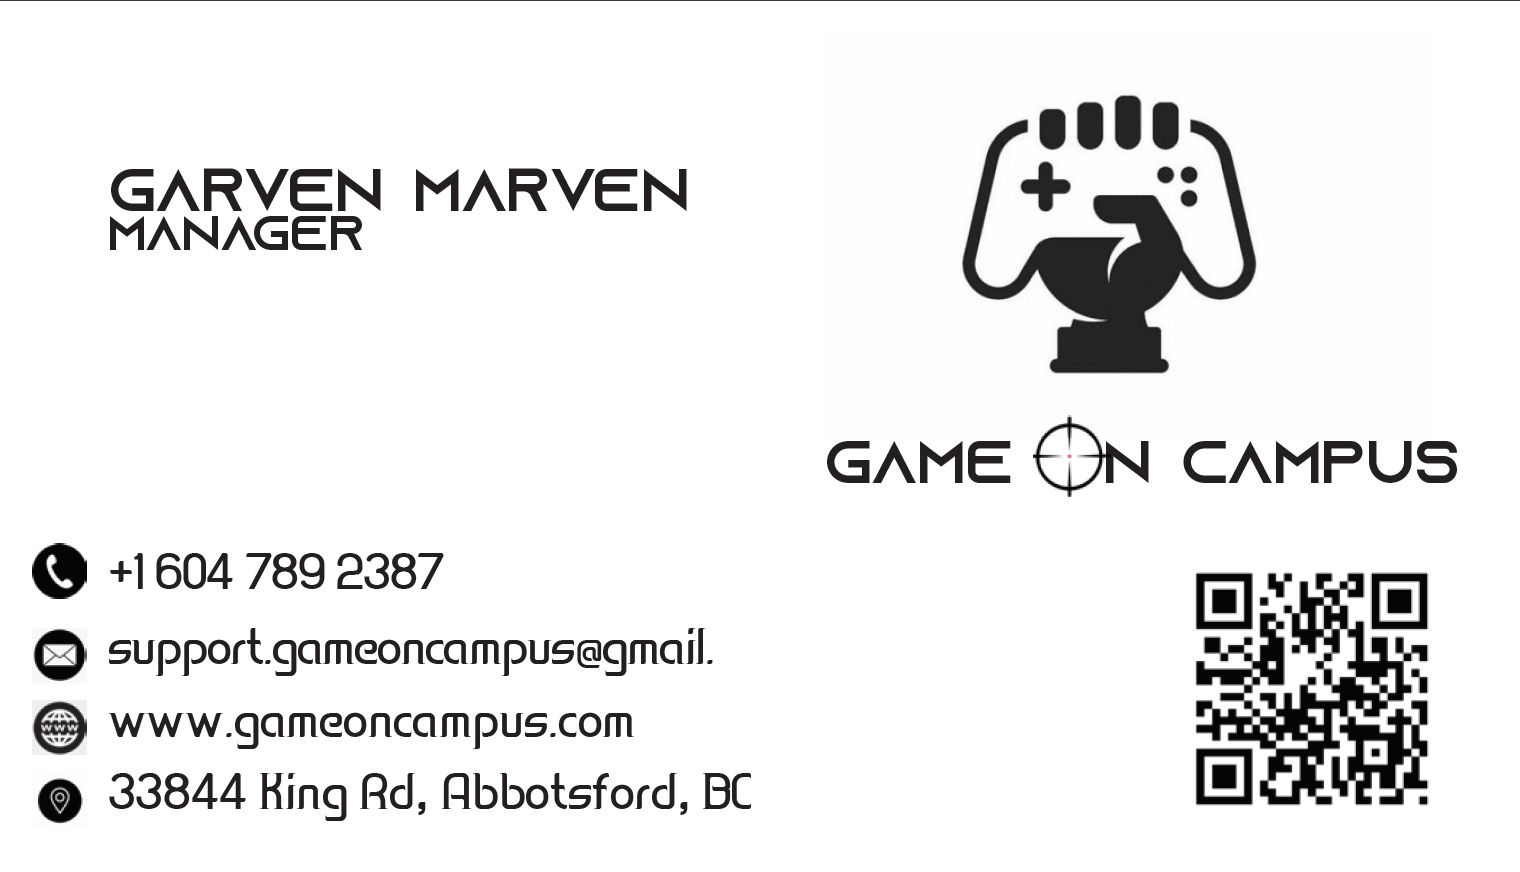 GARVEN MARVEN
MANAGER
GAME ON CAMPUS
+1 604 789 2387
support.gameoncampus@gmail.
www.gameoncampus.com
33844 King Rd, Abbotsford, BC